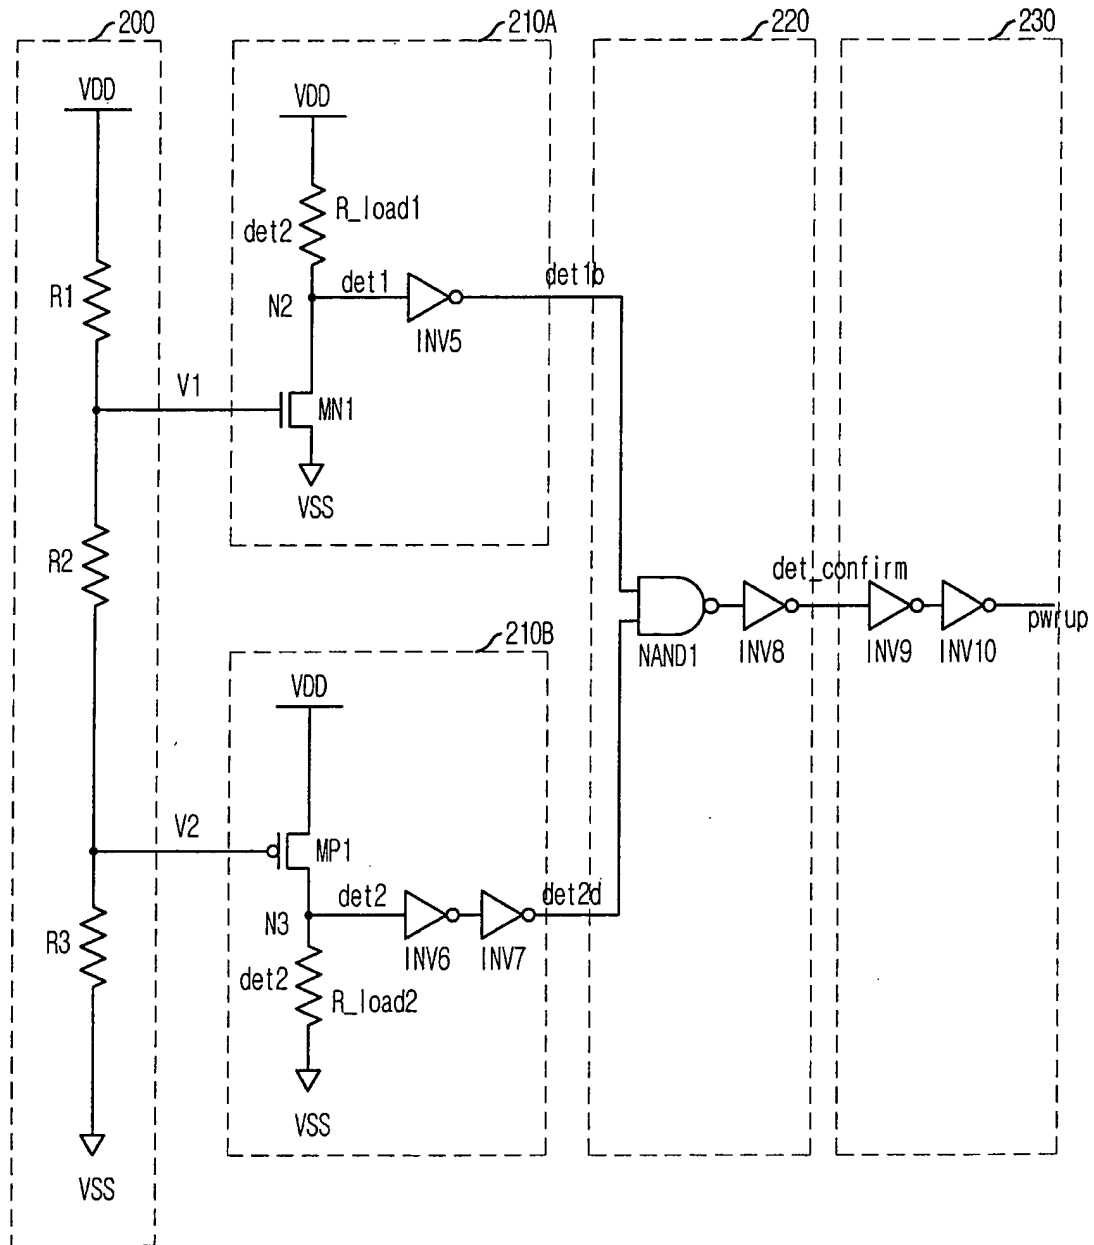 200
210A
220
230
VDD
VDD
R_load1
det2
R1
N2
det1
det1b
INV5
V1
MN1
VSS
R2
det_confirm
pwrup
NAND1
INV8
INV9
INV10
210B
VDD
V2
MP1
det2
det2d
N3
INV6
INV7
R3
det2
R_load2
VSS
VSS